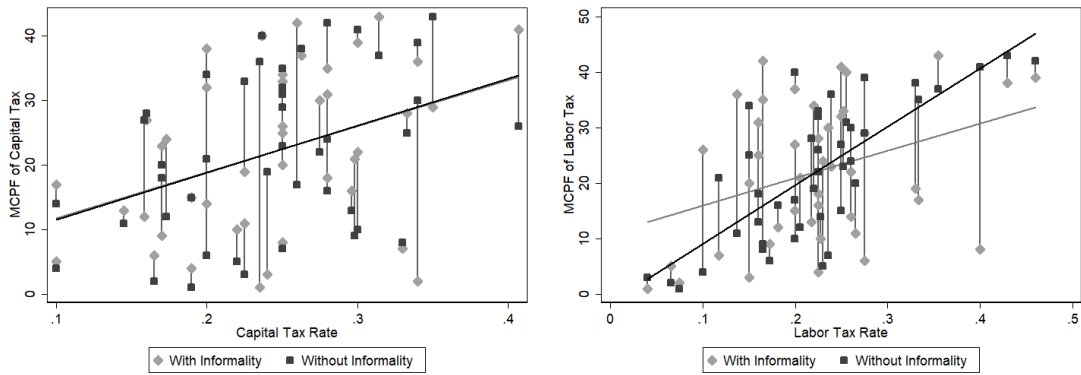 MCPF of Capital Tax
40
30
20
10
0
.1
.2
.3
.4
Capital Tax Rate
With Informality
Without Informality
MCPF of Labor Tax
50
40
30
20
10
0
0
.1
.2
.3
.4
.5
Labor Tax Rate
With Informality
Without Informality